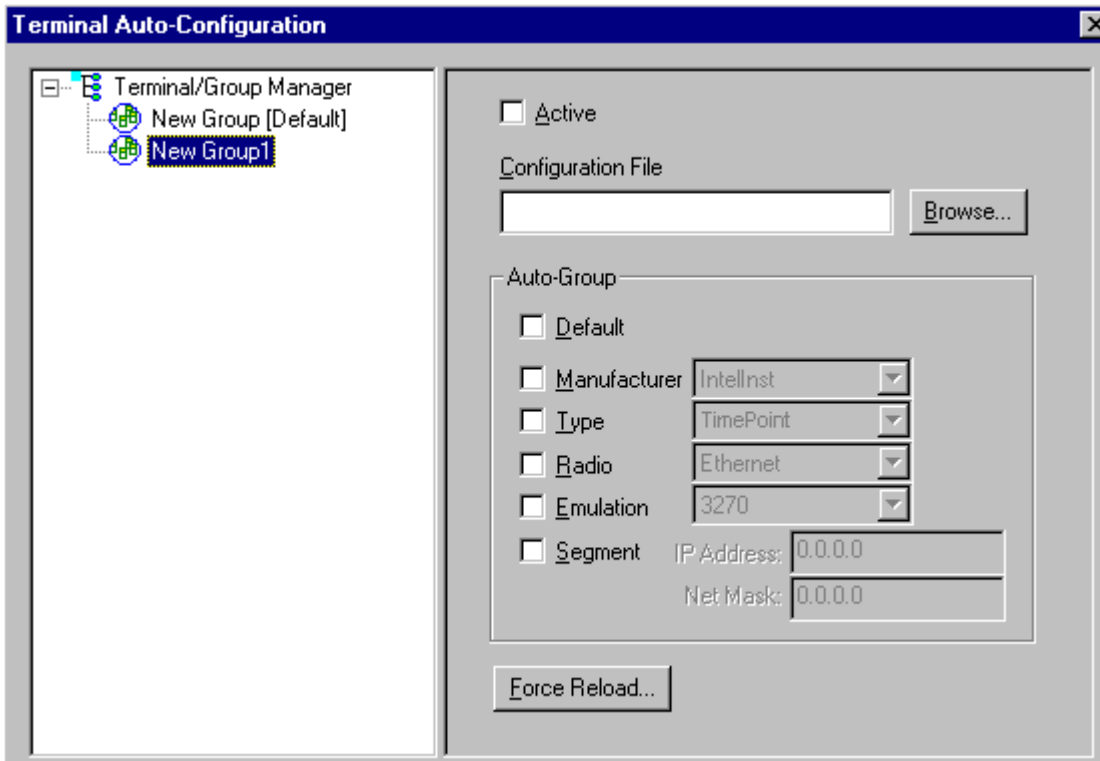 Terminal Auto-Configuration
Terminal/Group Manager
New Group [Default]
New Group1
Active
Configuration File
Browse...
Auto-Group
Default
Manufacturer IntelInst
Type TimePoint
Radio Ethernet
Emulation 3270
Segment IP Address: 0.0.0.0
Net Mask: 0.0.0.0
Force Reload...